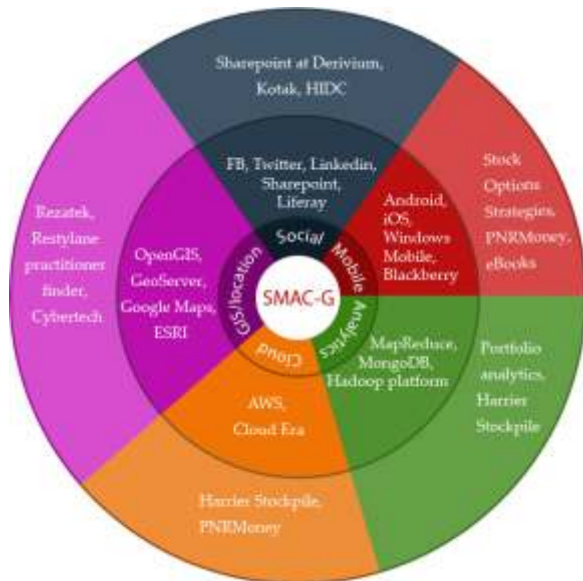 Sharepoint at Derivium,
Kotak, HIDC
FB, Twitter, Linkedin,
Sharepoint,
Liferay
Social
Stock
Options
Strategies,
PNRMoney,
eBooks
Android,
iOS,
Windows
Mobile,
Blackberry
Mobile
Rezatek,
Restylane
practitioner
finder,
Cybertech
OpenGIS,
GeoServer,
Google Maps,
ESRI
GIS/location
SMAC-G
Analytics
MapReduce,
MongoDB,
Hadoop platform
Portfolio
analytics,
Harrier
Stockpile
Cloud
AWS,
Cloud Era
Harrier Stockpile,
PNRMoney